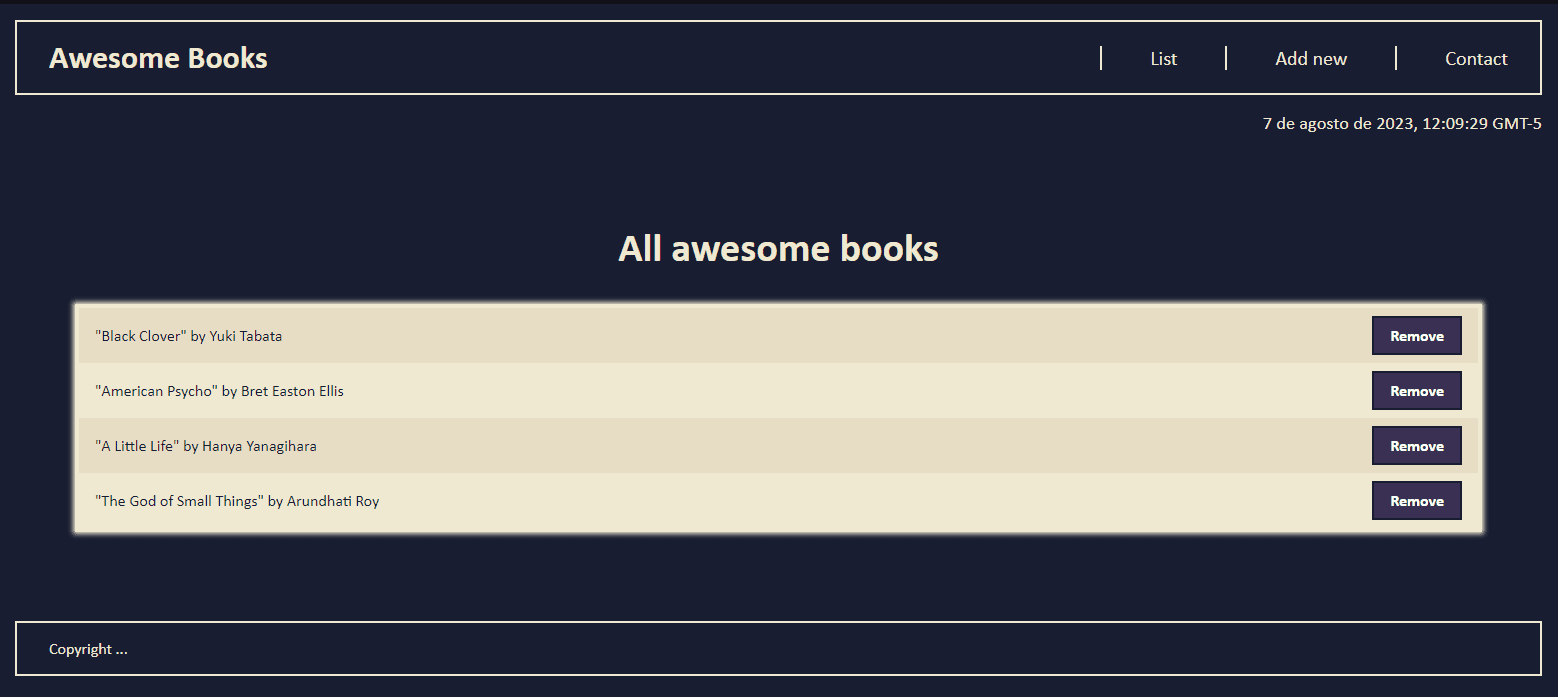 Awesome Books
List
Add new
Contact
7 de agosto de 2023, 12:09:29 GMT-5
All awesome books
"Black Clover" by Yuki Tabata
Remove
"American Psycho" by Bret Easton Ellis
Remove
"A Little Life" by Hanya Yanagihara
Remove
"The God of Small Things" by Arundhati Roy
Remove
Copyright ...